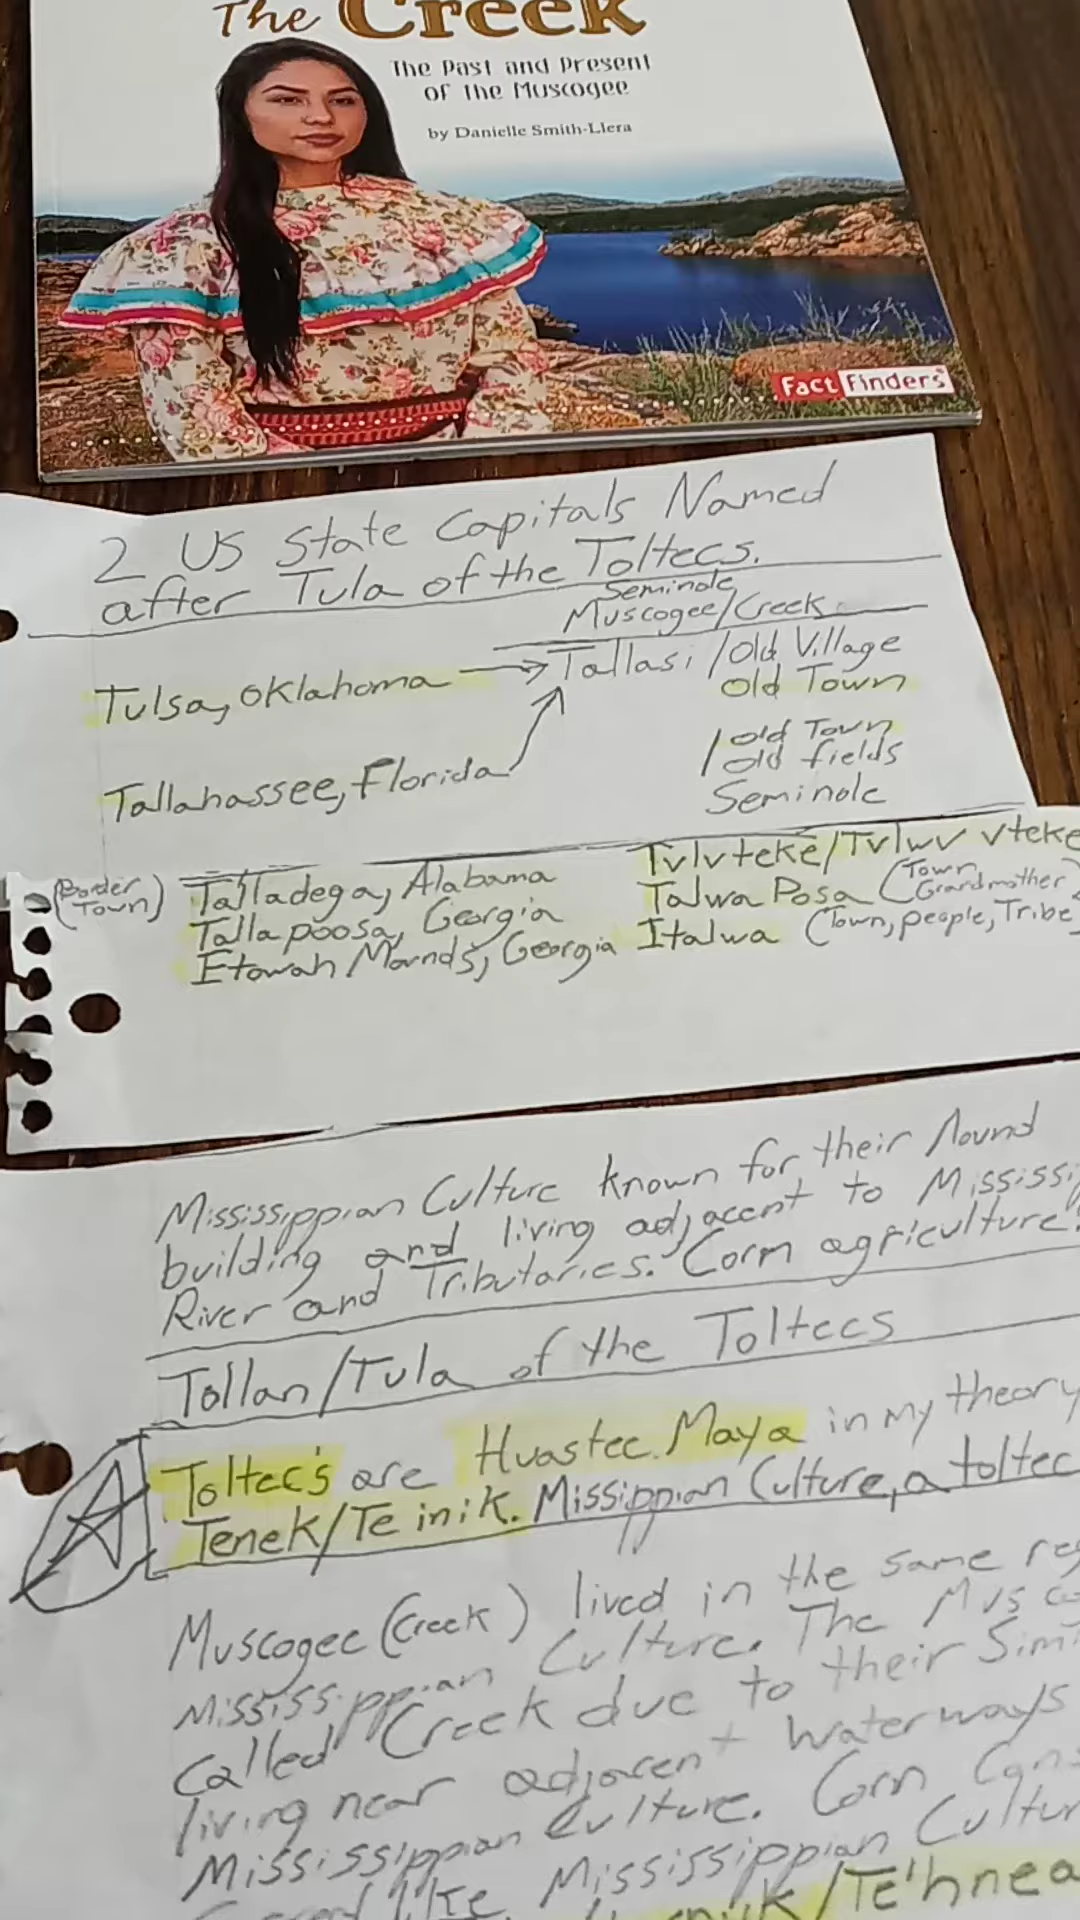 The Creek
The Past and Present
of the Muscogee
by Danielle Smith-Llera
Fact Finders
2 US State Capitals Named
after Tula of the Toltecs.
Seminole
Muscogee/Creek
Tulsa, Oklahoma → Tallasi /Old Village
Old Town
/old Town
old fields
Tallahassee, Florida
Seminole
(Border Town) Talladega, Alabama Tvlvteke/Tvlwv vteke
Tallapoosa, Georgia Talwa Posa (Town Grandmother)
Etowah Mounds, Georgia Italwa (Town, people, Tribe
Mississippian Culture known for their Mound
building and living adjacent to Mississi
River and Tributaries. Corn agriculture.
Tollan/Tula of the Toltecs
A Toltec's are Huastec Maya in my theory
Tenek/Te inik. Missippian Culture, a toltec
Muscogee (Creek) lived in the same reg
Mississippian Culture. The Musco
called Creek due to their Sim
living near adjacent waterways
Mississippian Culture. Corn
like Mississippian Cultur
/Te'hnea